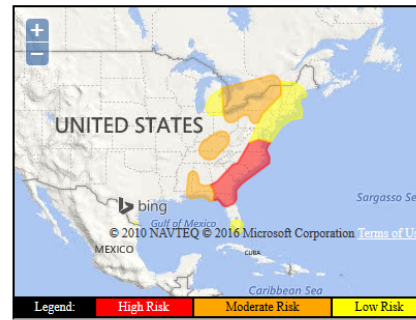 +
−
UNITED STATES
bing
Gulf of Mexico
Sargasso Se
© 2010 NAVTEQ © 2016 Microsoft Corporation Terms of Us
MEXICO
CUBA
Caribbean Sea
Legend: High Risk Moderate Risk Low Risk